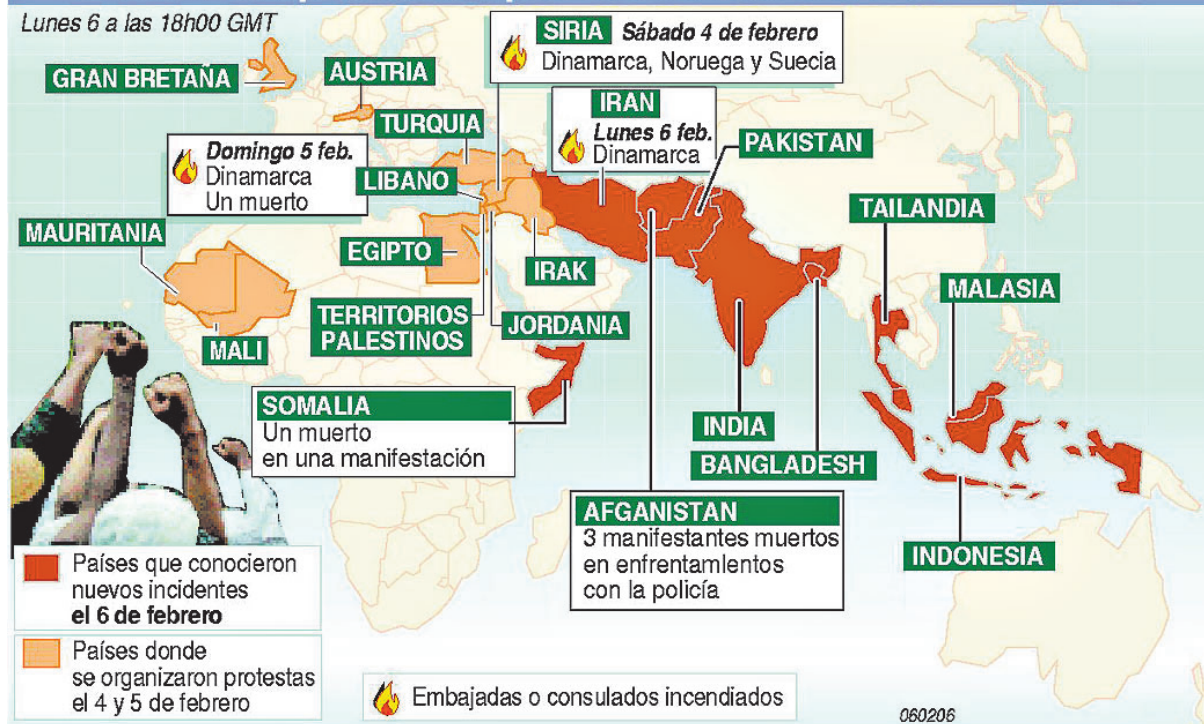 Lunes 6 a las 18h00 GMT
GRAN BRETAÑA
AUSTRIA
SIRIA Sábado 4 de febrero
Dinamarca, Noruega y Suecia
IRAN
Lunes 6 feb.
Dinamarca
TURQUIA
PAKISTAN
Domingo 5 feb.
Dinamarca
Un muerto
LIBANO
TAILANDIA
MAURITANIA
EGIPTO
IRAK
MALASIA
TERRITORIOS
PALESTINOS
JORDANIA
MALI
SOMALIA
Un muerto
en una manifestación
INDIA
BANGLADESH
AFGANISTAN
3 manifestantes muertos
en enfrentamientos
con la policía
INDONESIA
Países que conocieron
nuevos incidentes
el 6 de febrero
Países donde
se organizaron protestas
el 4 y 5 de febrero
Embajadas o consulados incendiados
060206